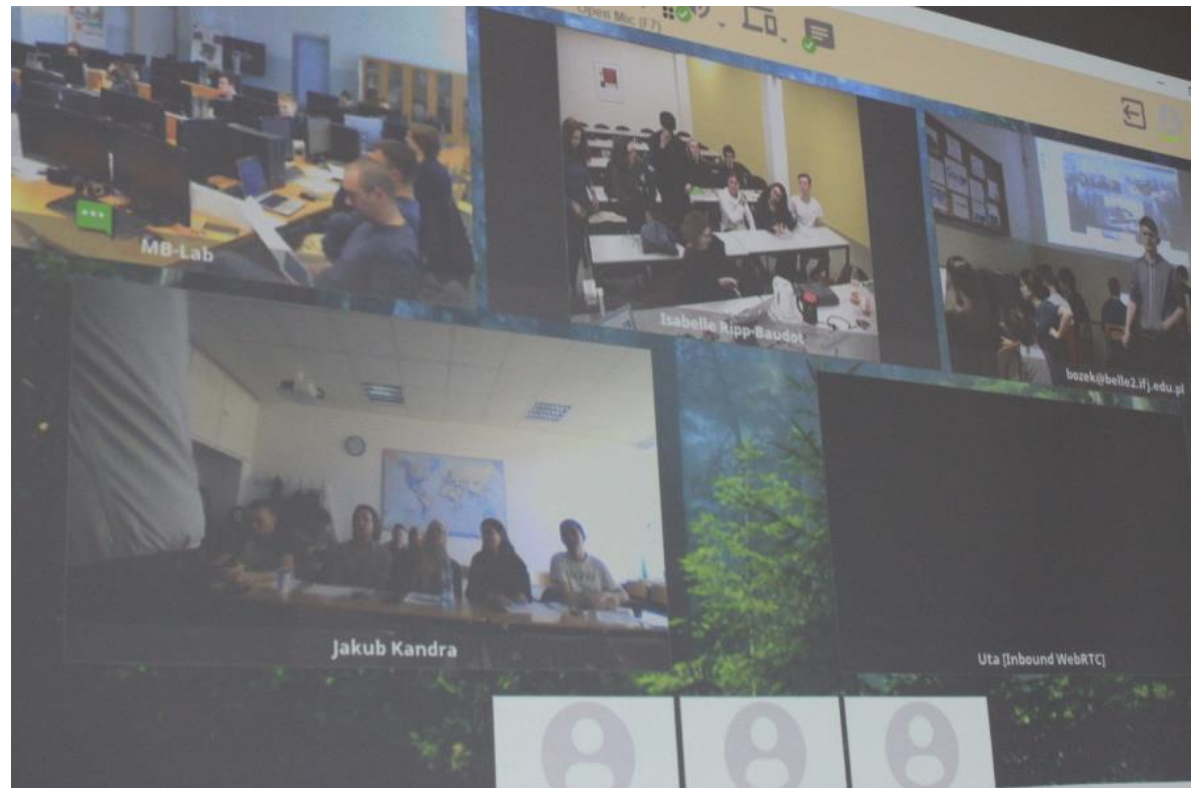 Open Mic (F7)
MB-Lab
Isabelle Ripp-Baudot
bozek@belle2.ifj.edu.pl
Jakub Kandra
Uta [Inbound WebRTC]